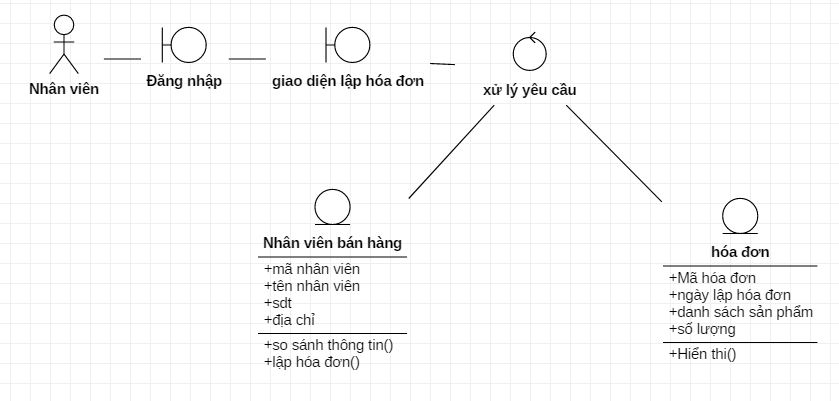 Nhân viên
Đăng nhập
giao diện lập hóa đơn
xử lý yêu cầu
Nhân viên bán hàng
+mã nhân viên
+tên nhân viên
+sdt
+địa chỉ
+so sánh thông tin()
+lập hóa đơn()
hóa đơn
+Mã hóa đơn
+ngày lập hóa đơn
+danh sách sản phẩm
+số lượng
+Hiển thi()